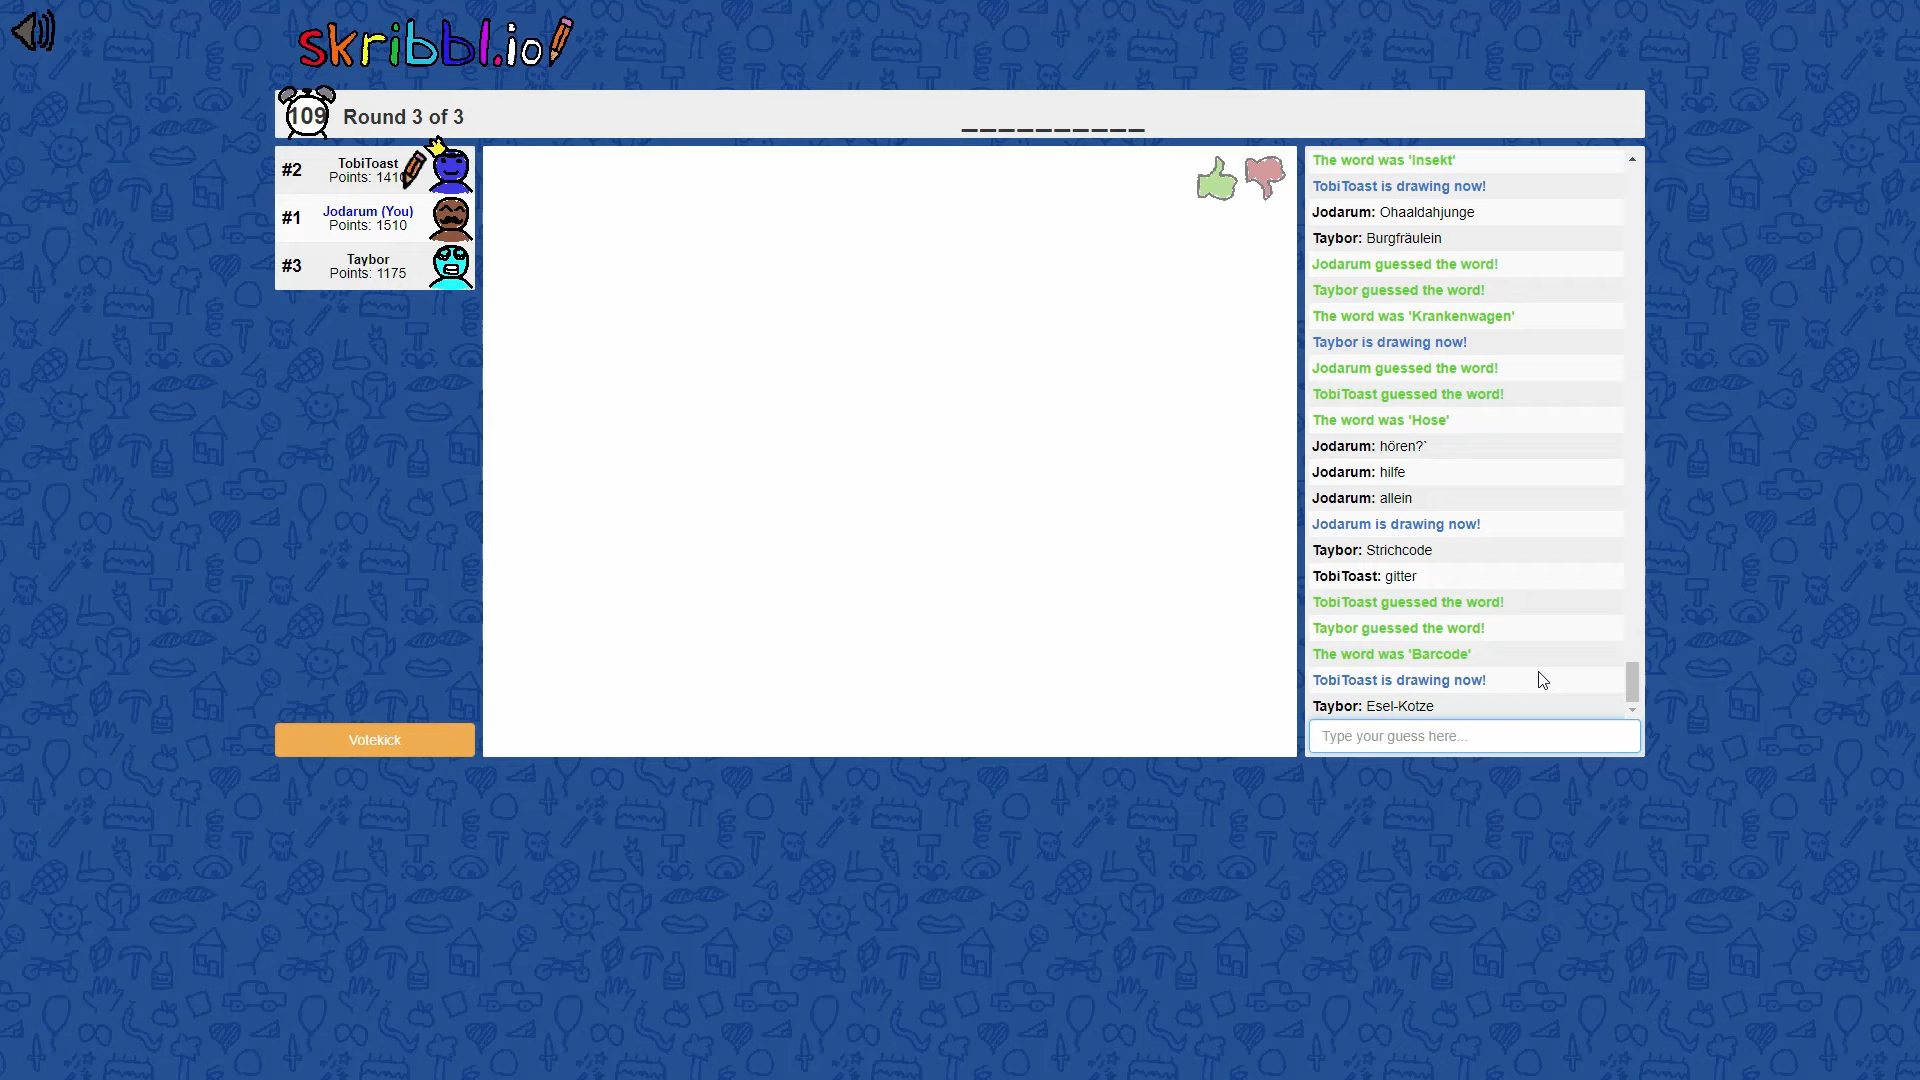 skribbl.io
109
Round 3 of 3
__________
#2
TobiToast
Points: 1410
#1
Jodarum (You)
Points: 1510
#3
Taybor
Points: 1175
Votekick
The word was 'Insekt'
TobiToast is drawing now!
Jodarum: Ohaaldahjunge
Taybor: Burgfräulein
Jodarum guessed the word!
Taybor guessed the word!
The word was 'Krankenwagen'
Taybor is drawing now!
Jodarum guessed the word!
TobiToast guessed the word!
The word was 'Hose'
Jodarum: hören?`
Jodarum: hilfe
Jodarum: allein
Jodarum is drawing now!
Taybor: Strichcode
TobiToast: gitter
TobiToast guessed the word!
Taybor guessed the word!
The word was 'Barcode'
TobiToast is drawing now!
Taybor: Esel-Kotze
Type your guess here...